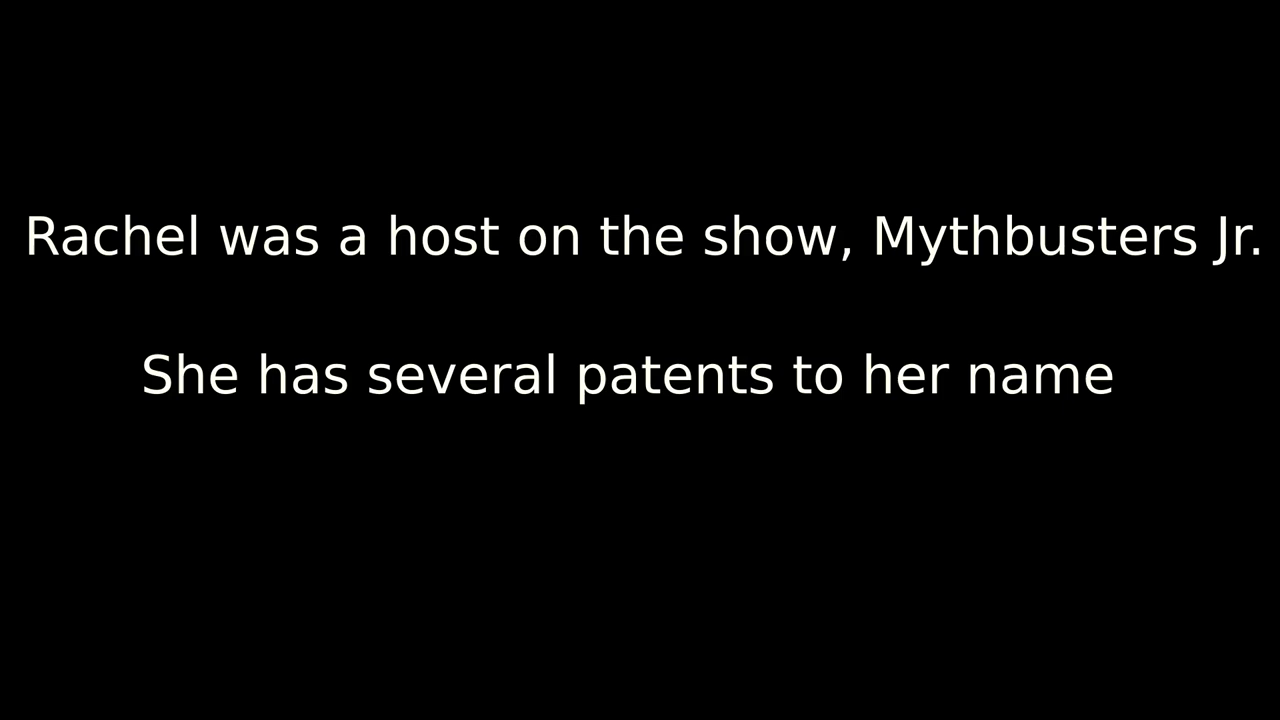 Rachel was a host on the show, Mythbusters Jr.
She has several patents to her name